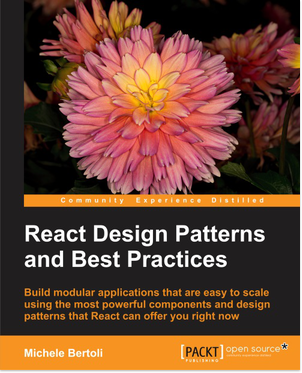 Community Experience Distilled
React Design Patterns
and Best Practices
Build modular applications that are easy to scale
using the most powerful components and design
patterns that React can offer you right now
Michele Bertoli
[PACKT] open source*
PUBLISHING